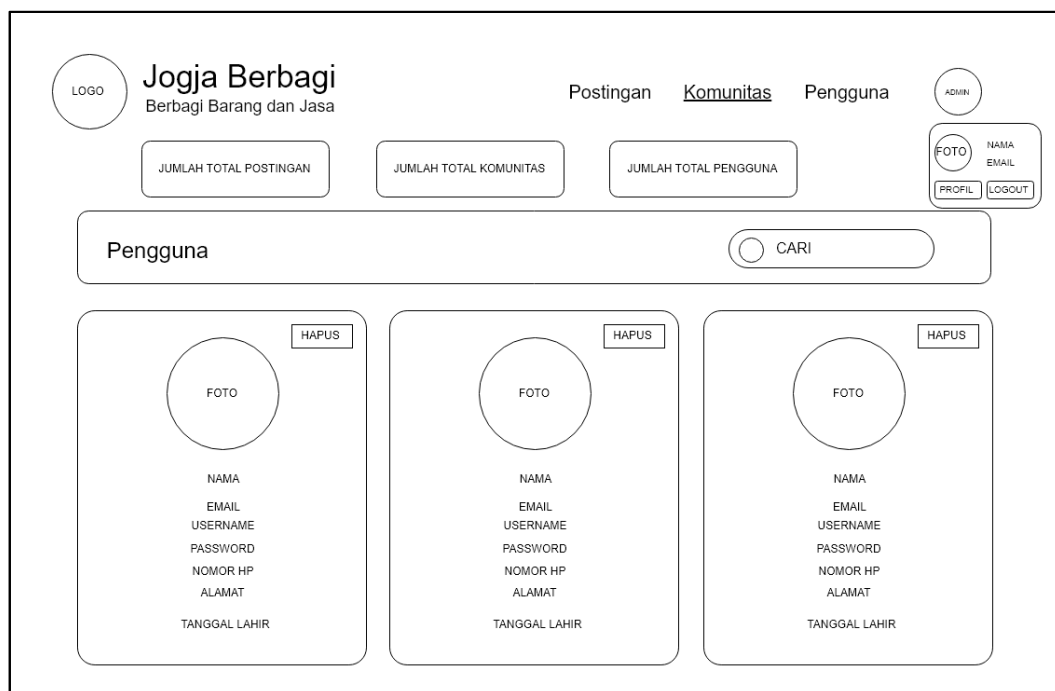 LOGO
Jogja Berbagi
Berbagi Barang dan Jasa
Postingan Komunitas Pengguna
ADMIN
FOTO
NAMA
EMAIL
PROFIL LOGOUT
JUMLAH TOTAL POSTINGAN
JUMLAH TOTAL KOMUNITAS
JUMLAH TOTAL PENGGUNA
Pengguna
CARI
HAPUS
FOTO
NAMA
EMAIL
USERNAME
PASSWORD
NOMOR HP
ALAMAT
TANGGAL LAHIR
HAPUS
FOTO
NAMA
EMAIL
USERNAME
PASSWORD
NOMOR HP
ALAMAT
TANGGAL LAHIR
HAPUS
FOTO
NAMA
EMAIL
USERNAME
PASSWORD
NOMOR HP
ALAMAT
TANGGAL LAHIR